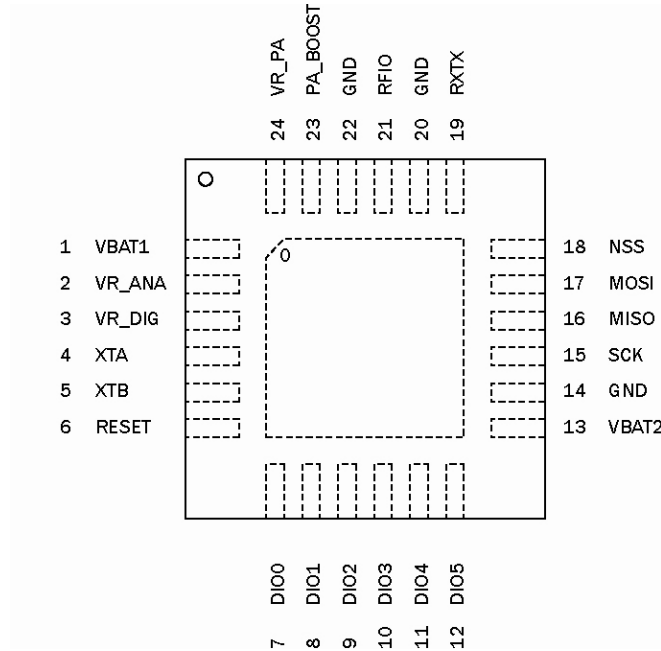 VR_PA
PA_BOOST
GND
RFIO
GND
RXTX
24
23
22
21
20
19
1 VBAT1
2 VR_ANA
3 VR_DIG
4 XTA
5 XTB
6 RESET
0
18 NSS
17 MOSI
16 MISO
15 SCK
14 GND
13 VBAT2
DIO0
DIO1
DIO2
DIO3
DIO4
DIO5
7
8
9
10
11
12